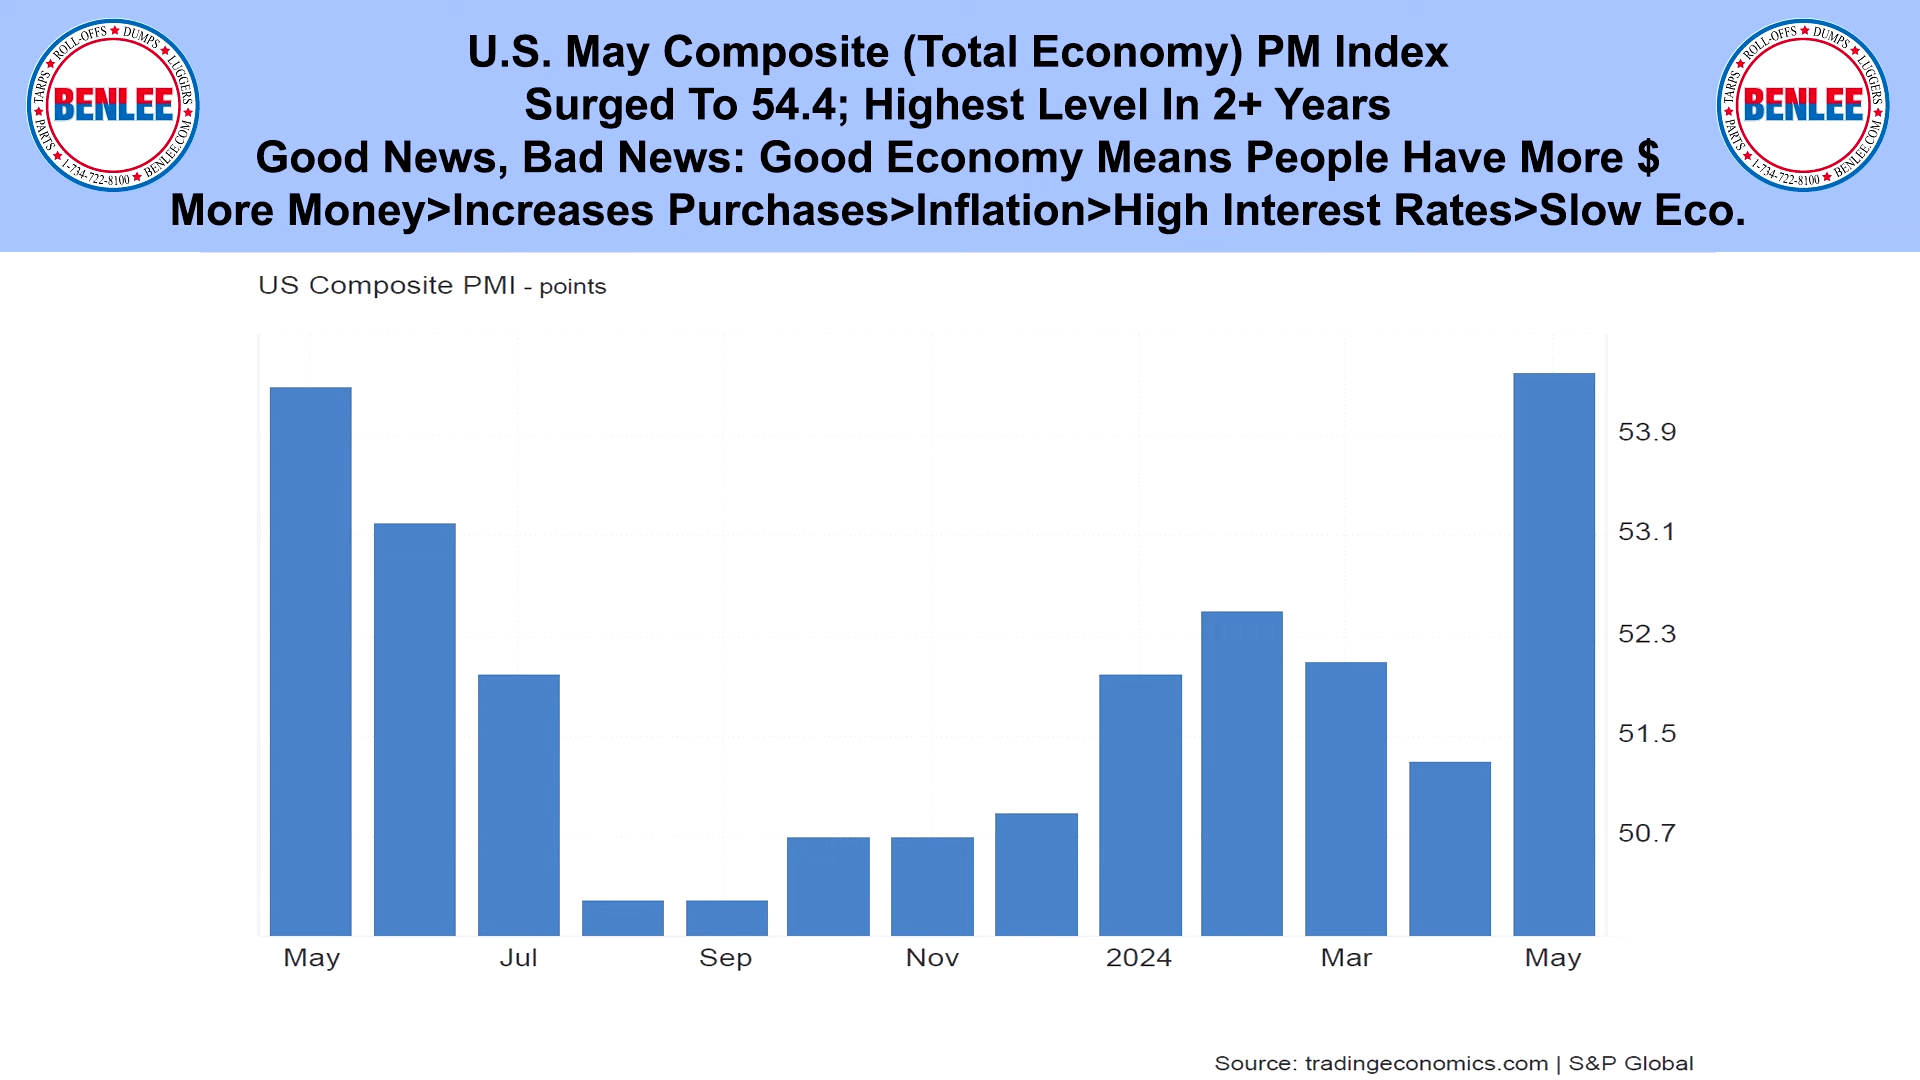 U.S. May Composite (Total Economy) PM Index
Surged To 54.4; Highest Level In 2+ Years
Good News, Bad News: Good Economy Means People Have More $
More Money>Increases Purchases>Inflation>High Interest Rates>Slow Eco.
TARPS ★ ROLL-OFFS ★ DUMPS ★ LUGGERS ★
BENLEE
PARTS ★ 1-734-722-8100 ★ BENLEE.COM
TARPS ★ ROLL-OFFS ★ DUMPS ★ LUGGERS ★
BENLEE
PARTS ★ 1-734-722-8100 ★ BENLEE.COM
US Composite PMI - points
53.9
53.1
52.3
51.5
50.7
May Jul Sep Nov 2024 Mar May
Source: tradingeconomics.com | S&P Global